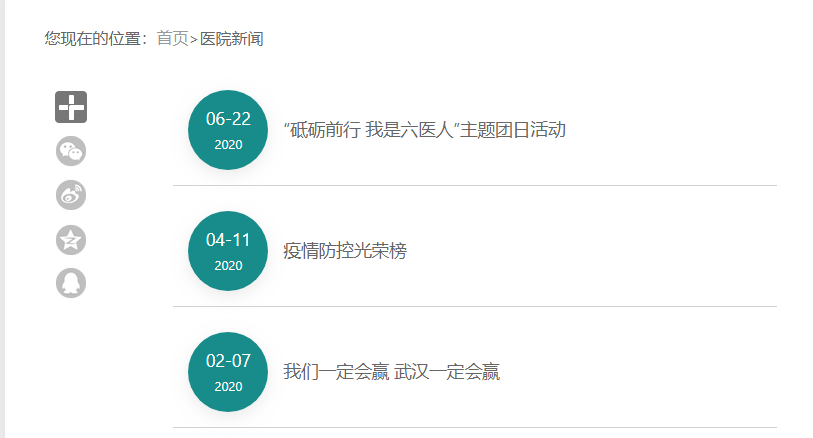 您现在的位置：首页>医院新闻
06-22
2020
“砥砺前行 我是六医人”主题团日活动
04-11
2020
疫情防控光荣榜
02-07
2020
我们一定会赢 武汉一定会赢